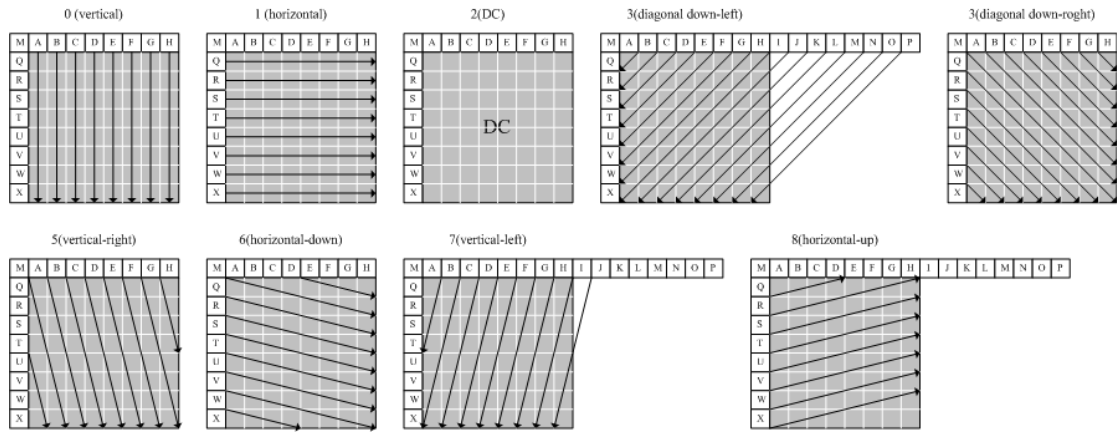 0 (vertical)
1 (horizontal)
2(DC)
3(diagonal down-left)
3(diagonal down-roght)
M A B C D E F G H
Q
R
S
T
U
V
W
X
M A B C D E F G H
Q
R
S
T
U
V
W
X
M A B C D E F G H
Q
R
S
T
U
V
W
X
DC
M A B C D E F G H I J K L M N O P
Q
R
S
T
U
V
W
X
M A B C D E F G H
Q
R
S
T
U
V
W
X
5(vertical-right)
6(horizontal-down)
7(vertical-left)
8(horizontal-up)
M A B C D E F G H
Q
R
S
T
U
V
W
X
M A B C D E F G H
Q
R
S
T
U
V
W
X
M A B C D E F G H I J K L M N O P
Q
R
S
T
U
V
W
X
M A B C D E F G H I J K L M N O P
Q
R
S
T
U
V
W
X